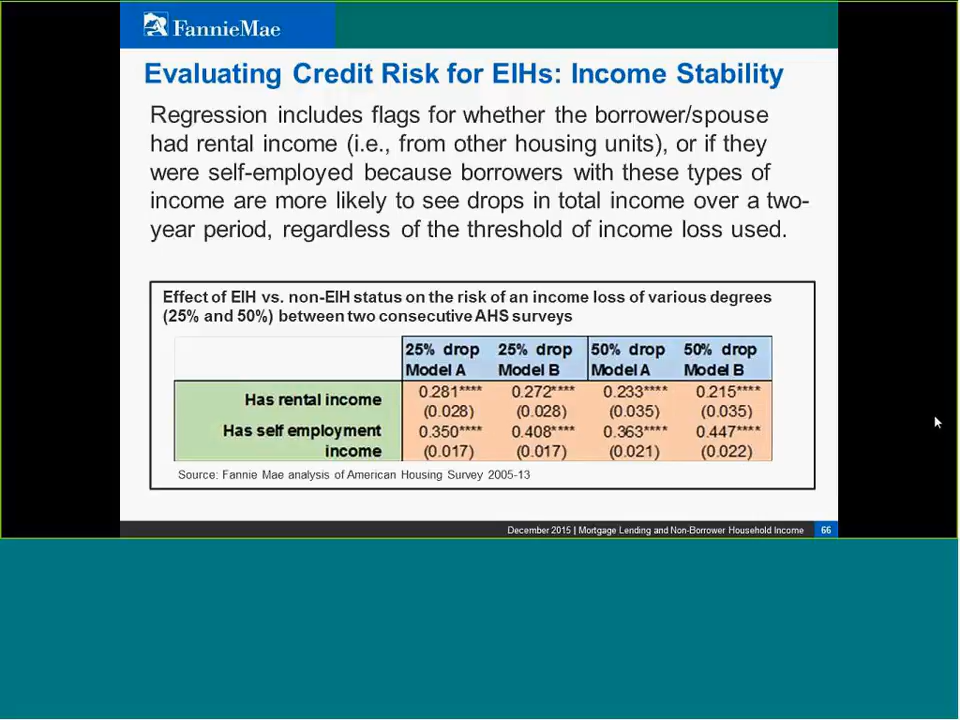 FannieMae
Evaluating Credit Risk for EIHs: Income Stability
Regression includes flags for whether the borrower/spouse
had rental income (i.e., from other housing units), or if they
were self-employed because borrowers with these types of
income are more likely to see drops in total income over a two-
year period, regardless of the threshold of income loss used.
Effect of EIH vs. non-EIH status on the risk of an income loss of various degrees
(25% and 50%) between two consecutive AHS surveys
25% drop 25% drop 50% drop 50% drop
Model A Model B Model A Model B
Has rental income 0.281**** 0.272**** 0.233**** 0.215****
(0.028) (0.028) (0.035) (0.035)
Has self employment 0.350**** 0.408**** 0.363**** 0.447****
income (0.017) (0.017) (0.021) (0.022)
Source: Fannie Mae analysis of American Housing Survey 2005-13
December 2015 | Mortgage Lending and Non-Borrower Household Income 66